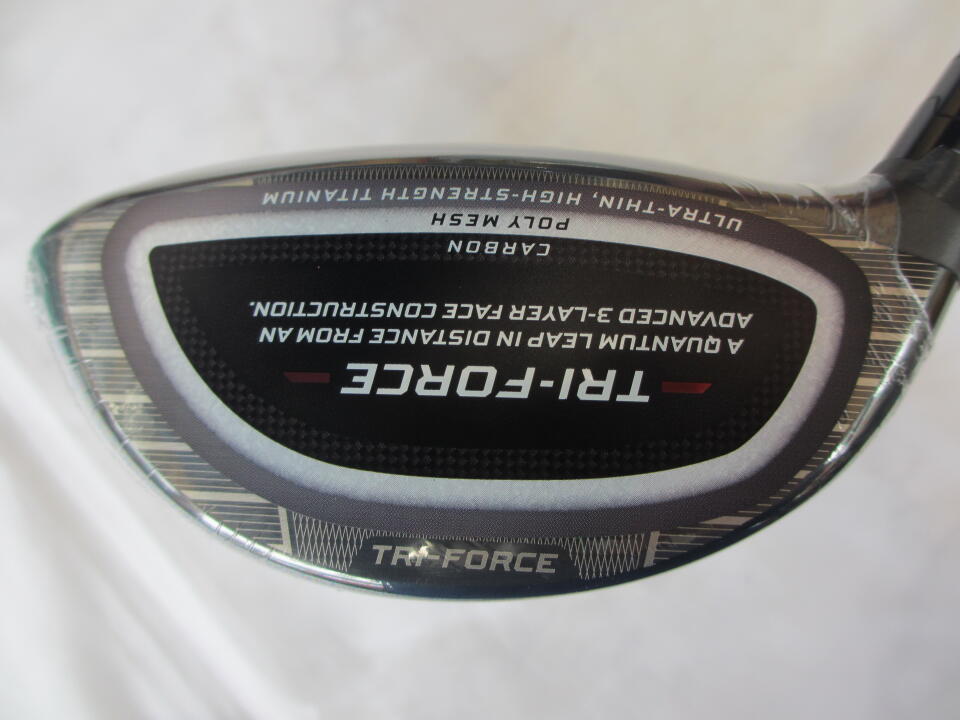 TRI-FORCE
A QUANTUM LEAP IN DISTANCE FROM AN
ADVANCED 3-LAYER FACE CONSTRUCTION.
CARBON
POLY MESH
ULTRA-THIN, HIGH-STRENGTH TITANIUM
TRI-FORCE